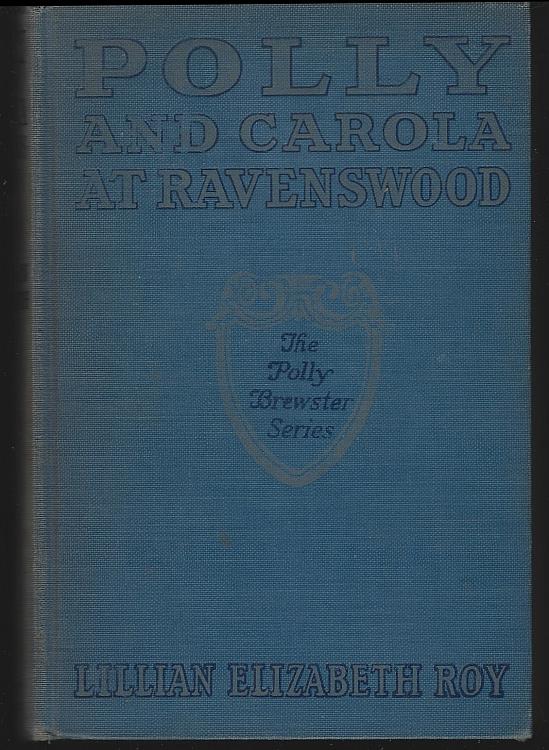 POLLY
AND CAROLA
AT RAVENSWOOD
The
Polly
Brewster
Series
LILLIAN ELIZABETH ROY